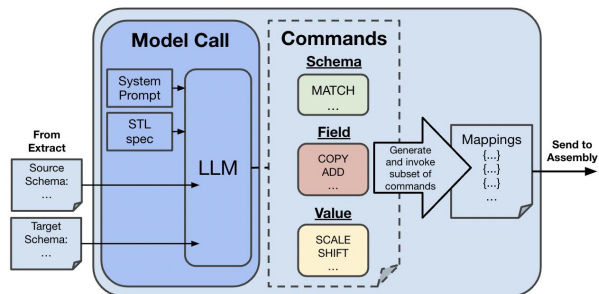 Model Call
System
Prompt
STL
spec
LLM
From
Extract
Source
Schema:
...
Target
Schema:
...
Commands
Schema
MATCH
...
Field
COPY
ADD
...
Value
SCALE
SHIFT
...
Generate
and invoke
subset of
commands
Mappings
{...}
{...}
{...}
...
Send to
Assembly